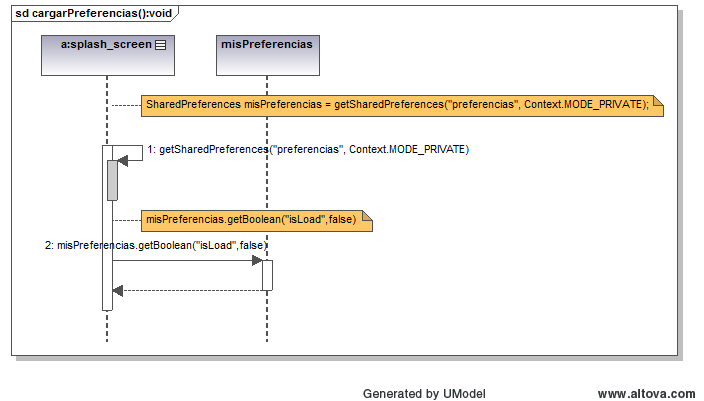 sd cargarPreferencias():void
a:splash_screen
misPreferencias
SharedPreferences misPreferencias = getSharedPreferences("preferencias", Context.MODE_PRIVATE);
1: getSharedPreferences("preferencias", Context.MODE_PRIVATE)
misPreferencias.getBoolean("isLoad",false)
2: misPreferencias.getBoolean("isLoad",false)
Generated by UModel
www.altova.com